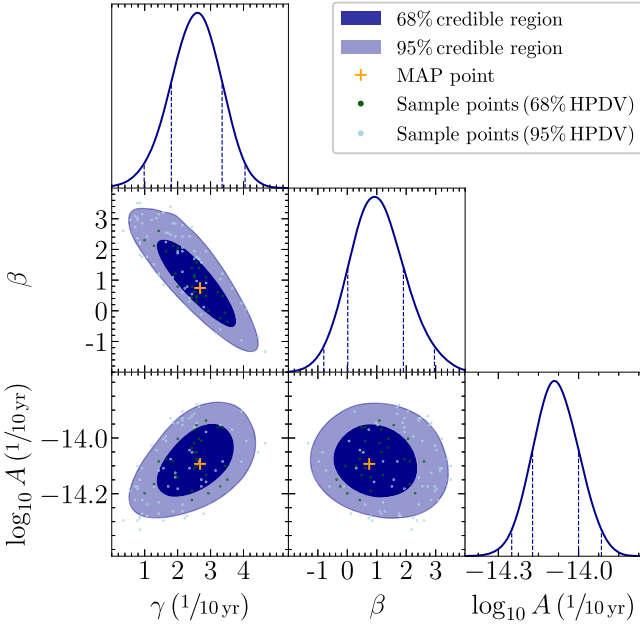 68% credible region
95% credible region
MAP point
Sample points (68% HPDV)
Sample points (95% HPDV)
β
3
2
1
0
-1
log₁₀ A (1/10 yr)
−14.0
−14.2
1 2 3 4
-1 0 1 2 3
−14.3 −14.0
γ (1/10 yr)
β
log₁₀ A (1/10 yr)